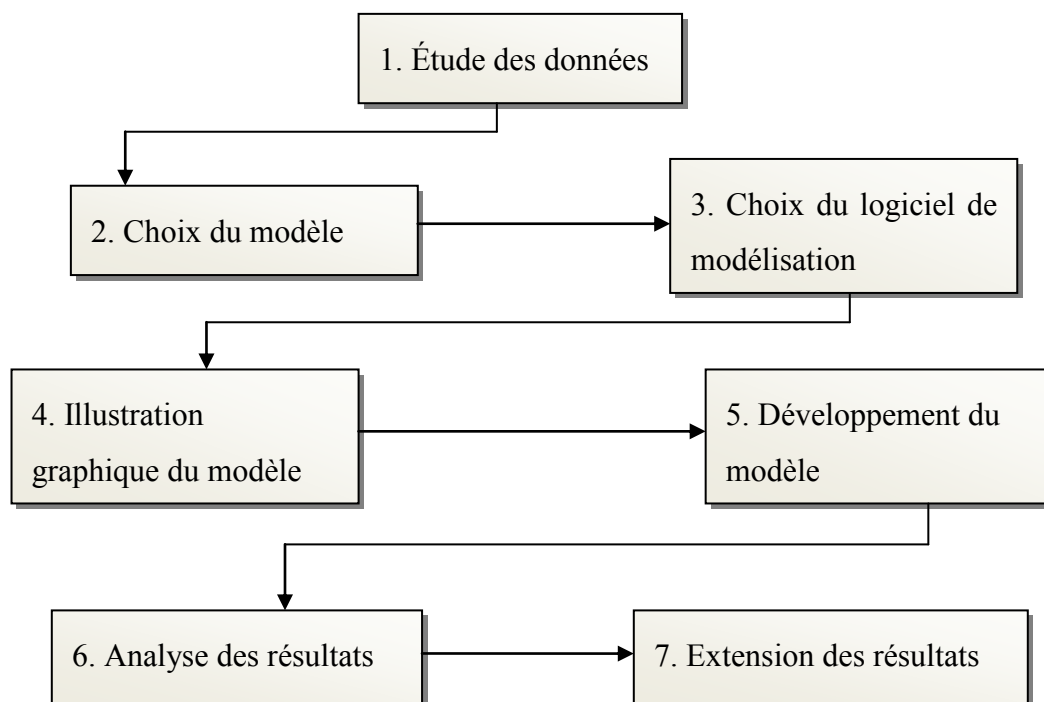 1. Étude des données
2. Choix du modèle
3. Choix du logiciel de
modélisation
4. Illustration
graphique du modèle
5. Développement du
modèle
6. Analyse des résultats
7. Extension des résultats